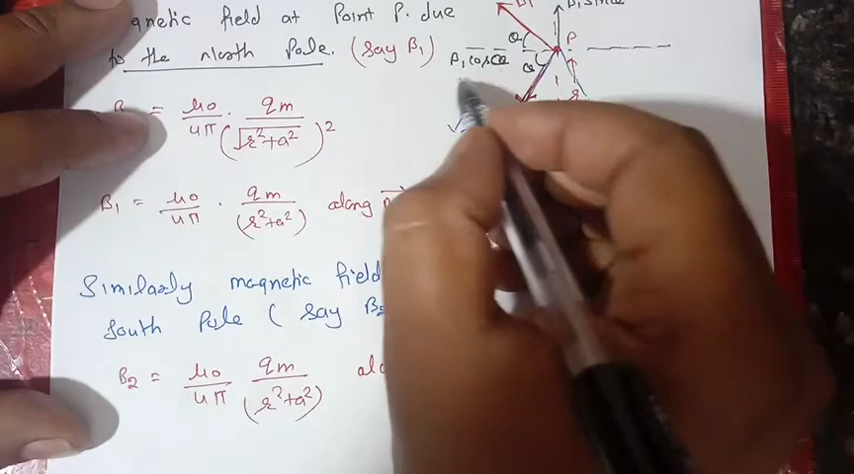 gnetic field at Point P. due
to the north Pole. (say B₁)
= μ₀/4π · qm/(√r²+a²)²
B₁ = μ₀/4π · qm/(r²+a²) along
Similarly magnetic field
south Pole ( say B₂
B₂ = μ₀/4π qm/(r²+a²)
B₁ cosθ
θ
θ
P
r